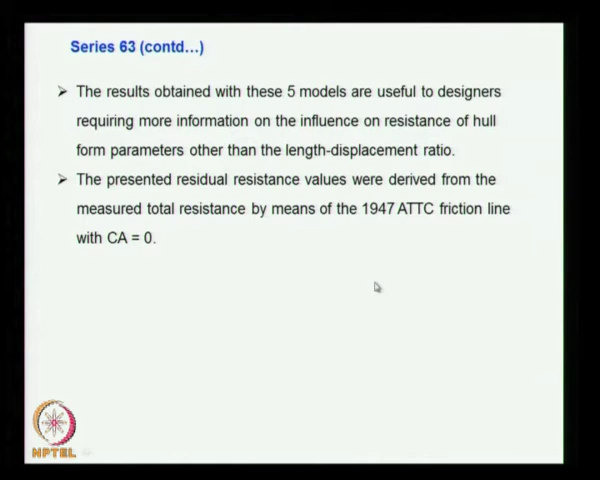 Series 63 (contd...)
➢ The results obtained with these 5 models are useful to designers
requiring more information on the influence on resistance of hull
form parameters other than the length-displacement ratio.
➢ The presented residual resistance values were derived from the
measured total resistance by means of the 1947 ATTC friction line
with CA = 0.
NPTEL